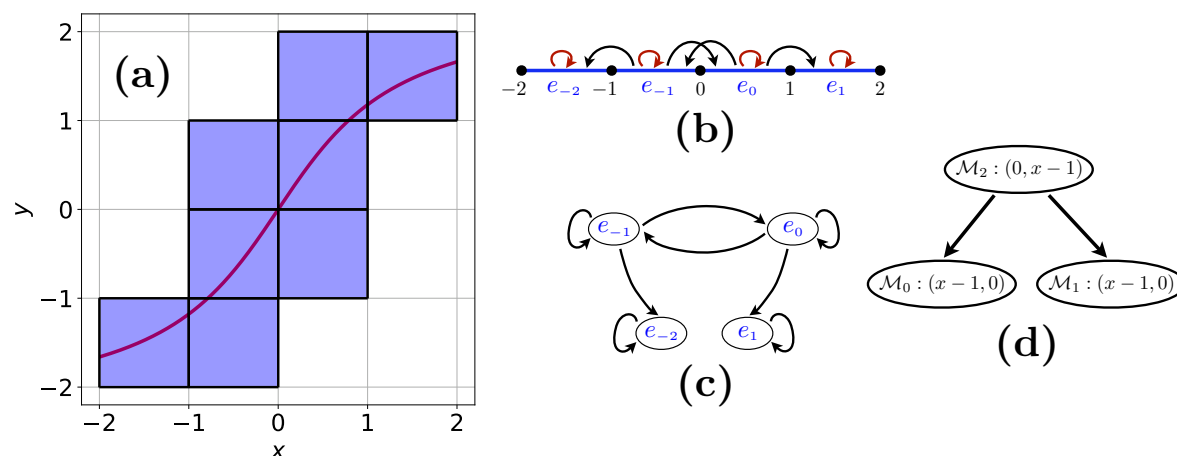 (a)
2
1
0
−1
−2
y
−2 −1 0 1 2
x
−2 e₋₂ −1 e₋₁ 0 e₀ 1 e₁ 2
(b)
e₋₁ e₀
e₋₂ e₁
(c)
ℳ₂ : (0, x − 1)
ℳ₀ : (x − 1, 0) ℳ₁ : (x − 1, 0)
(d)